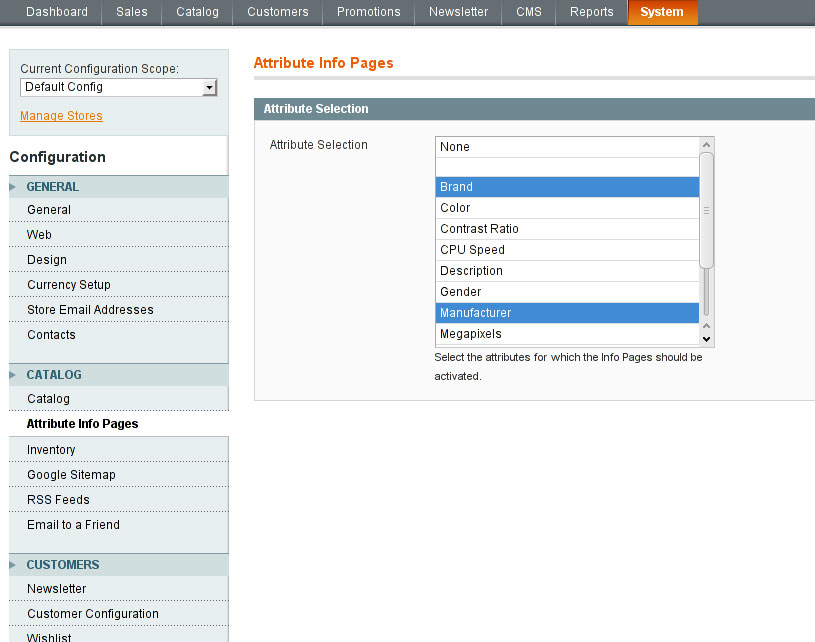 Dashboard Sales Catalog Customers Promotions Newsletter CMS Reports System
Current Configuration Scope:
Default Config
Manage Stores
Configuration
GENERAL
General
Web
Design
Currency Setup
Store Email Addresses
Contacts
CATALOG
Catalog
Attribute Info Pages
Inventory
Google Sitemap
RSS Feeds
Email to a Friend
CUSTOMERS
Newsletter
Customer Configuration
Wishlist
Attribute Info Pages
Attribute Selection
Attribute Selection
None
Brand
Color
Contrast Ratio
CPU Speed
Description
Gender
Manufacturer
Megapixels
Select the attributes for which the Info Pages should be
activated.